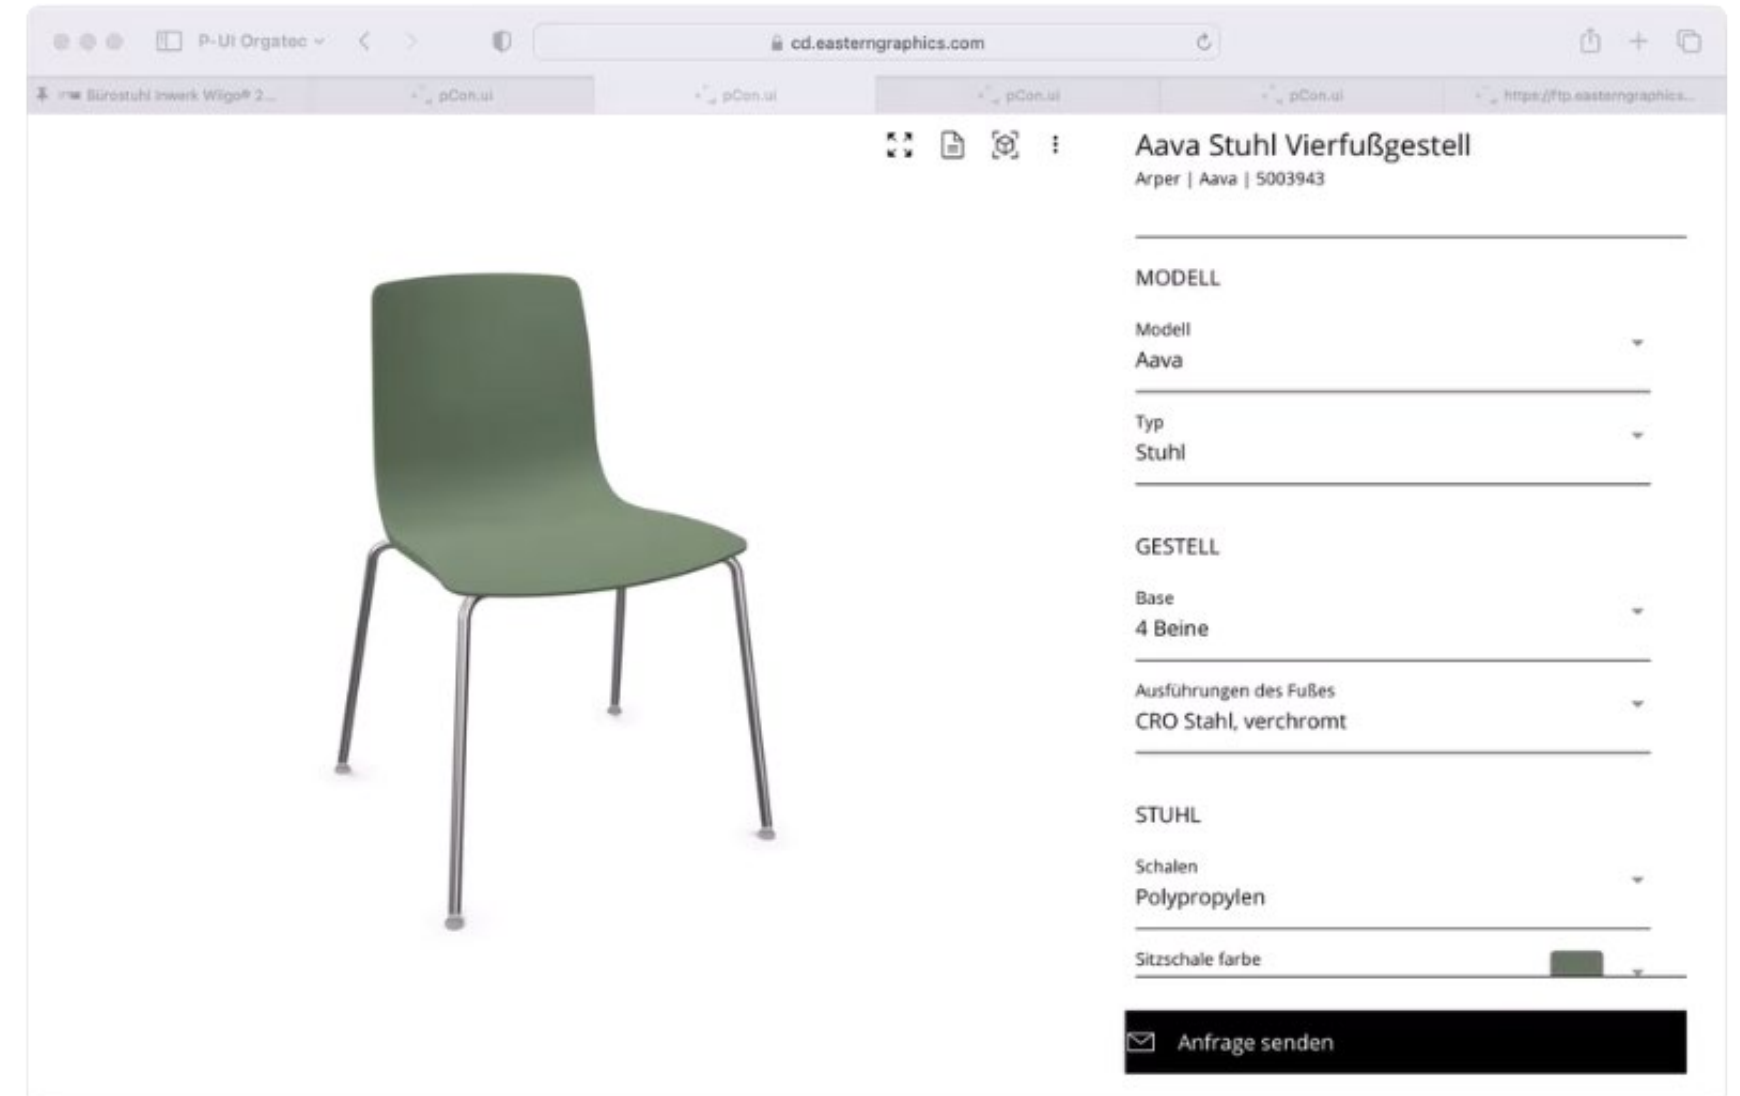 P-UI Orgatec
cd.easterngraphics.com
Bürostuhl Inwerk Wiigo® 2...
pCon.ui
pCon.ui
pCon.ui
pCon.ui
https://ftp.easterngraphics...
Aava Stuhl Vierfußgestell
Arper | Aava | 5003943
MODELL
Modell
Aava
Typ
Stuhl
GESTELL
Base
4 Beine
Ausführungen des Fußes
CRO Stahl, verchromt
STUHL
Schalen
Polypropylen
Sitzschale farbe
Anfrage senden